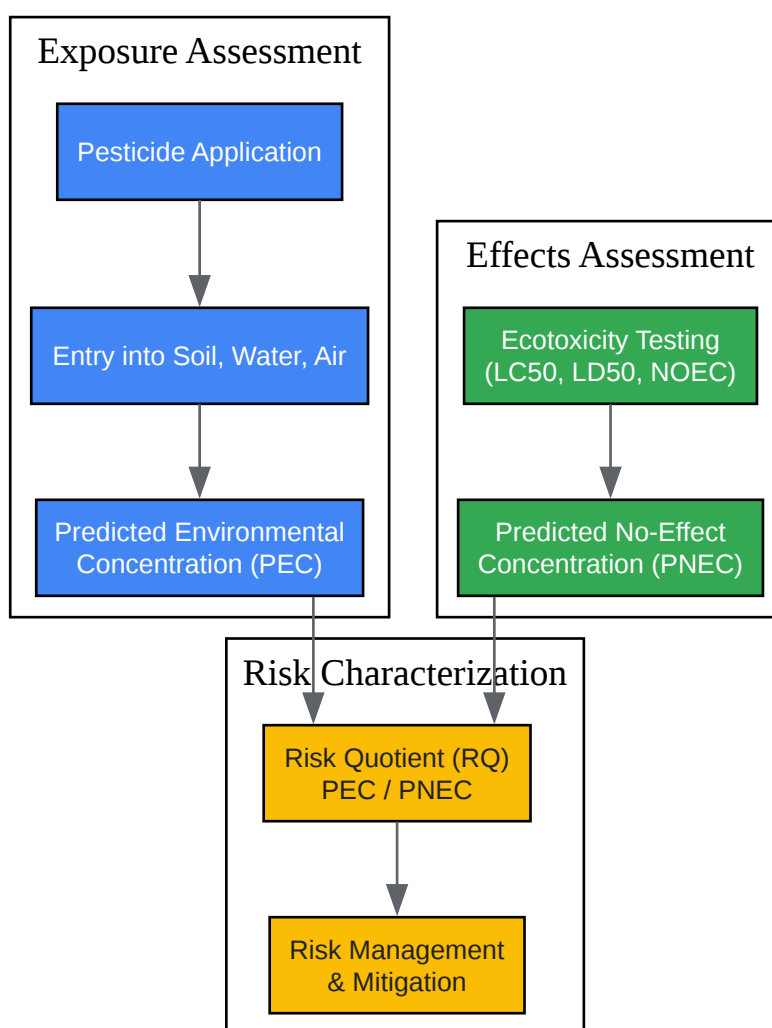 Exposure Assessment
Pesticide Application
Entry into Soil, Water, Air
Predicted Environmental
Concentration (PEC)
Effects Assessment
Ecotoxicity Testing
(LC50, LD50, NOEC)
Predicted No-Effect
Concentration (PNEC)
Risk Characterization
Risk Quotient (RQ)
PEC / PNEC
Risk Management
& Mitigation